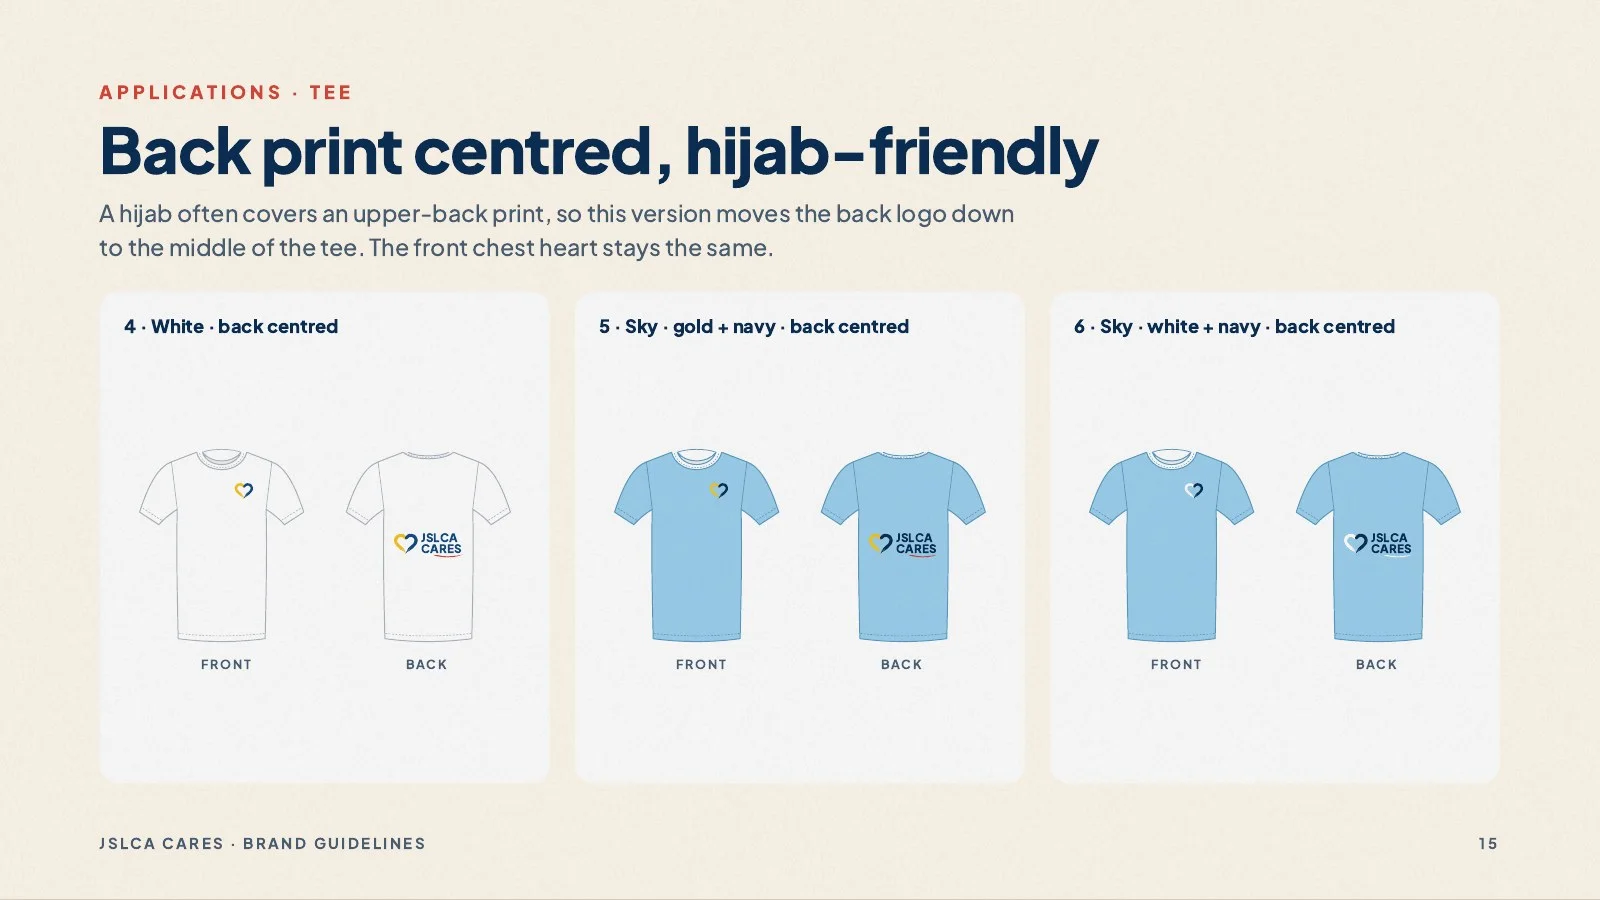 APPLICATIONS · TEE
Back print centred, hijab-friendly
A hijab often covers an upper-back print, so this version moves the back logo down
to the middle of the tee. The front chest heart stays the same.
4 · White · back centred
JSLCA
CARES
FRONT
BACK
5 · Sky · gold + navy · back centred
JSLCA
CARES
FRONT
BACK
6 · Sky · white + navy · back centred
JSLCA
CARES
FRONT
BACK
JSLCA CARES · BRAND GUIDELINES
15